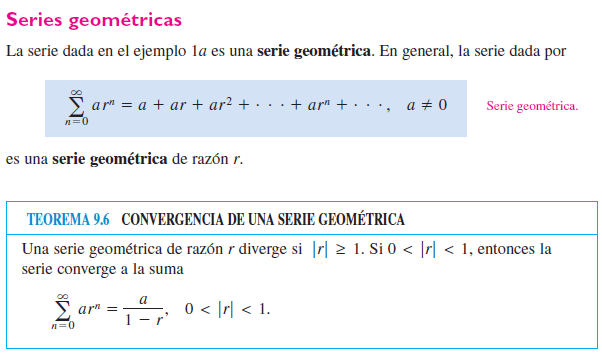 Series geométricas
La serie dada en el ejemplo 1a es una serie geométrica. En general, la serie dada por
∞
∑ arⁿ = a + ar + ar² + · · · + arⁿ + · · ·, a ≠ 0 Serie geométrica.
n=0
es una serie geométrica de razón r.
TEOREMA 9.6 CONVERGENCIA DE UNA SERIE GEOMÉTRICA
Una serie geométrica de razón r diverge si |r| ≥ 1. Si 0 < |r| < 1, entonces la
serie converge a la suma
∞
∑ arⁿ = a/(1 − r), 0 < |r| < 1.
n=0